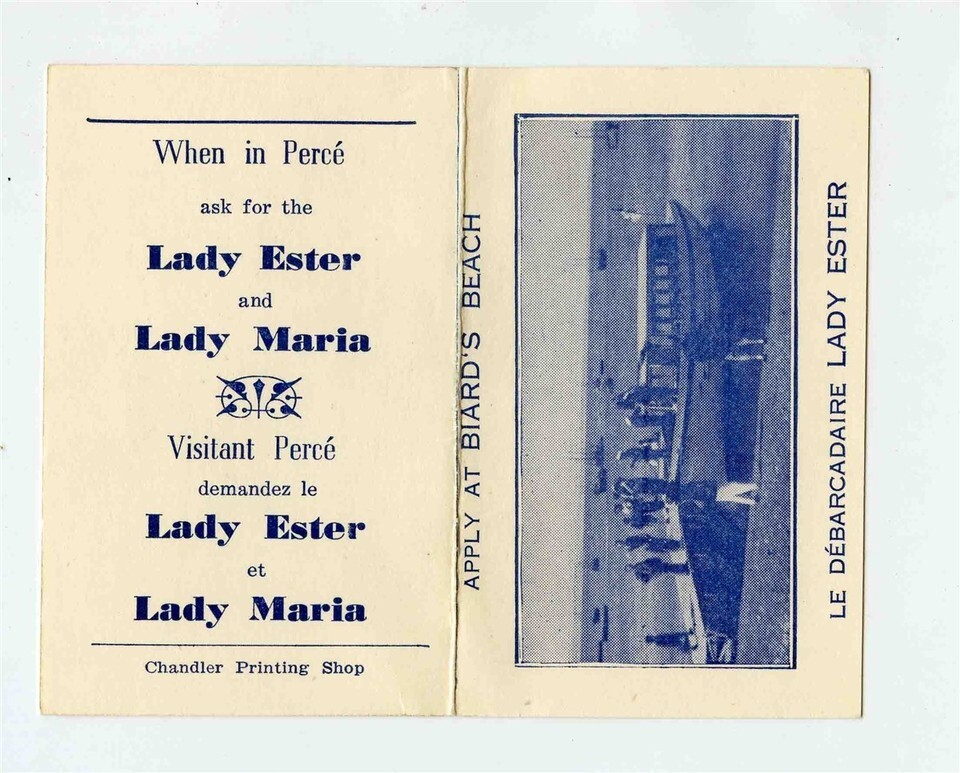 When in Percé
ask for the
Lady Ester
and
Lady Maria
Visitant Percé
demandez le
Lady Ester
et
Lady Maria
Chandler Printing Shop
APPLY AT BIARD'S BEACH
LE DÉBARCADAIRE LADY ESTER